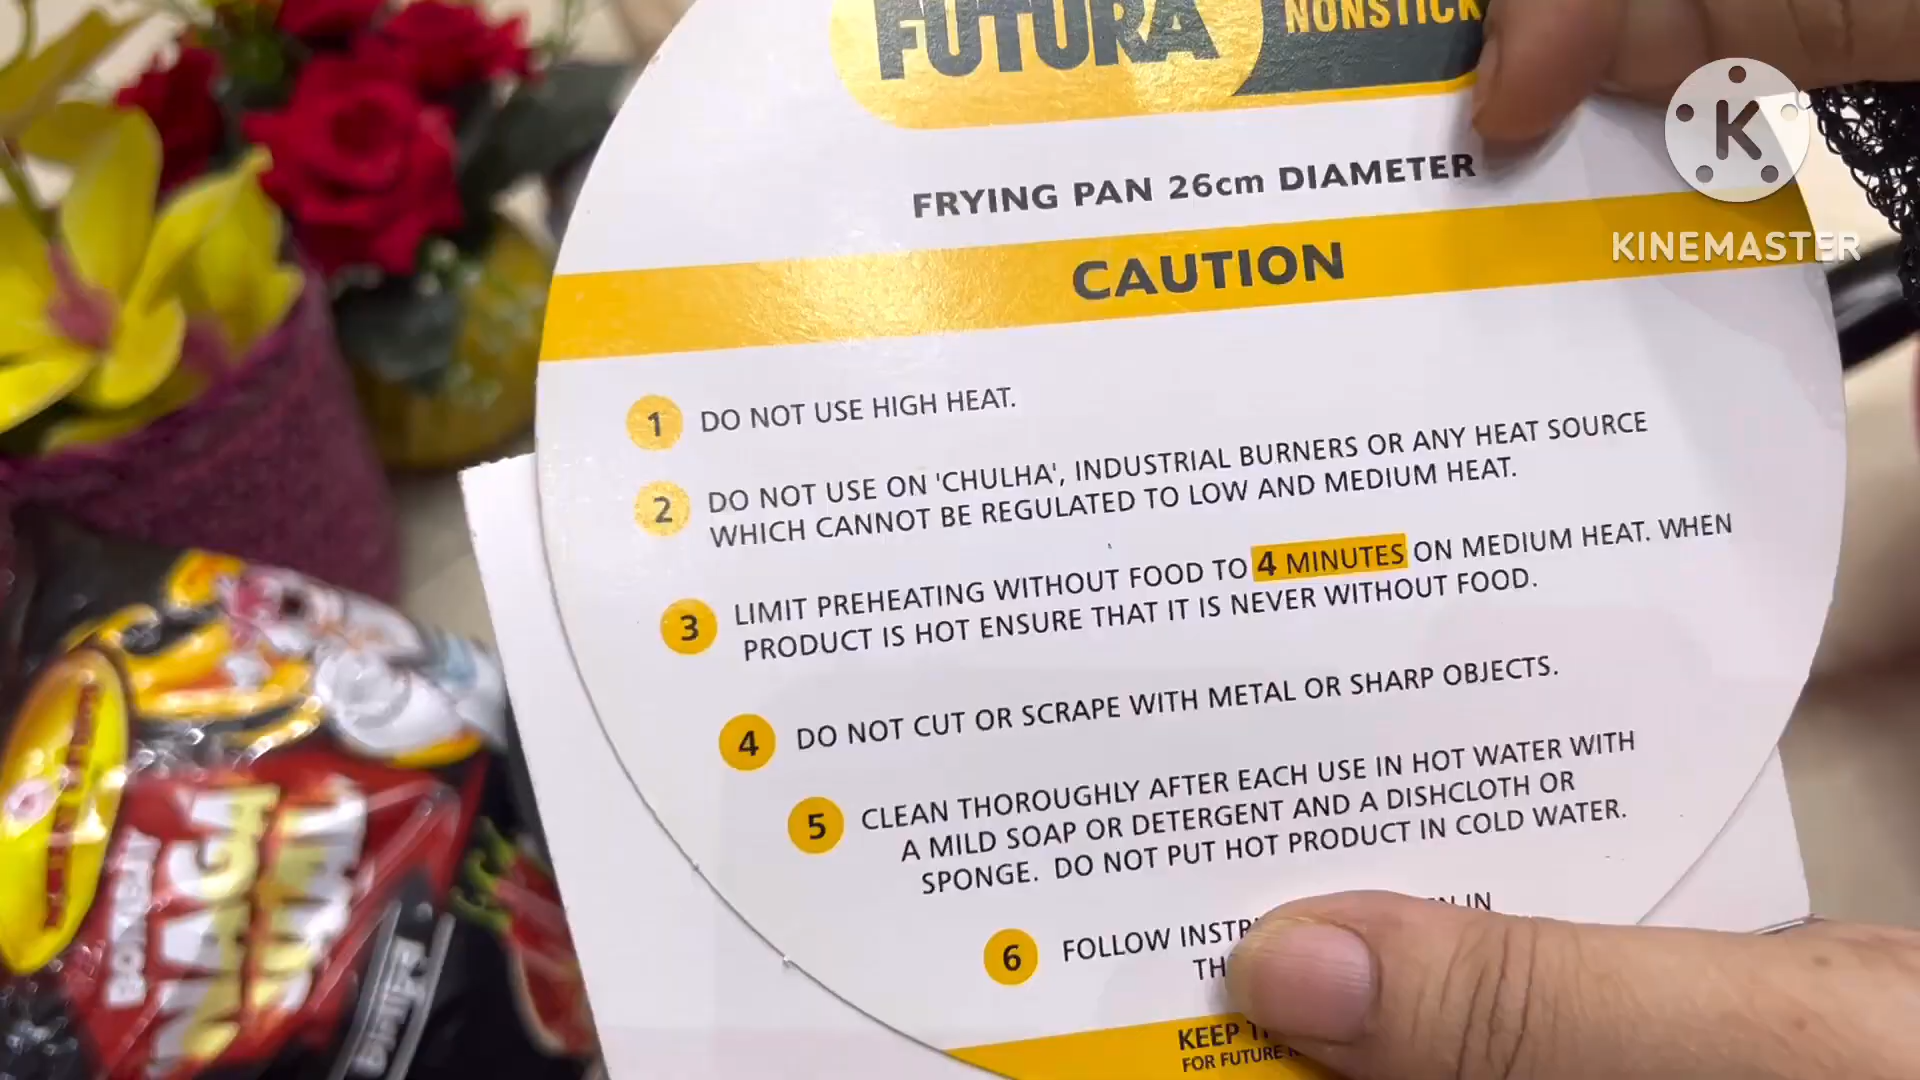 FUTURA
NONSTICK
FRYING PAN 26cm DIAMETER
K
KINEMASTER
CAUTION
1 DO NOT USE HIGH HEAT.
2 DO NOT USE ON 'CHULHA', INDUSTRIAL BURNERS OR ANY HEAT SOURCE
WHICH CANNOT BE REGULATED TO LOW AND MEDIUM HEAT.
3 LIMIT PREHEATING WITHOUT FOOD TO 4 MINUTES ON MEDIUM HEAT. WHEN
PRODUCT IS HOT ENSURE THAT IT IS NEVER WITHOUT FOOD.
4 DO NOT CUT OR SCRAPE WITH METAL OR SHARP OBJECTS.
5 CLEAN THOROUGHLY AFTER EACH USE IN HOT WATER WITH
A MILD SOAP OR DETERGENT AND A DISHCLOTH OR
SPONGE. DO NOT PUT HOT PRODUCT IN COLD WATER.
6 FOLLOW IN
KEEP
FOR FUTURE